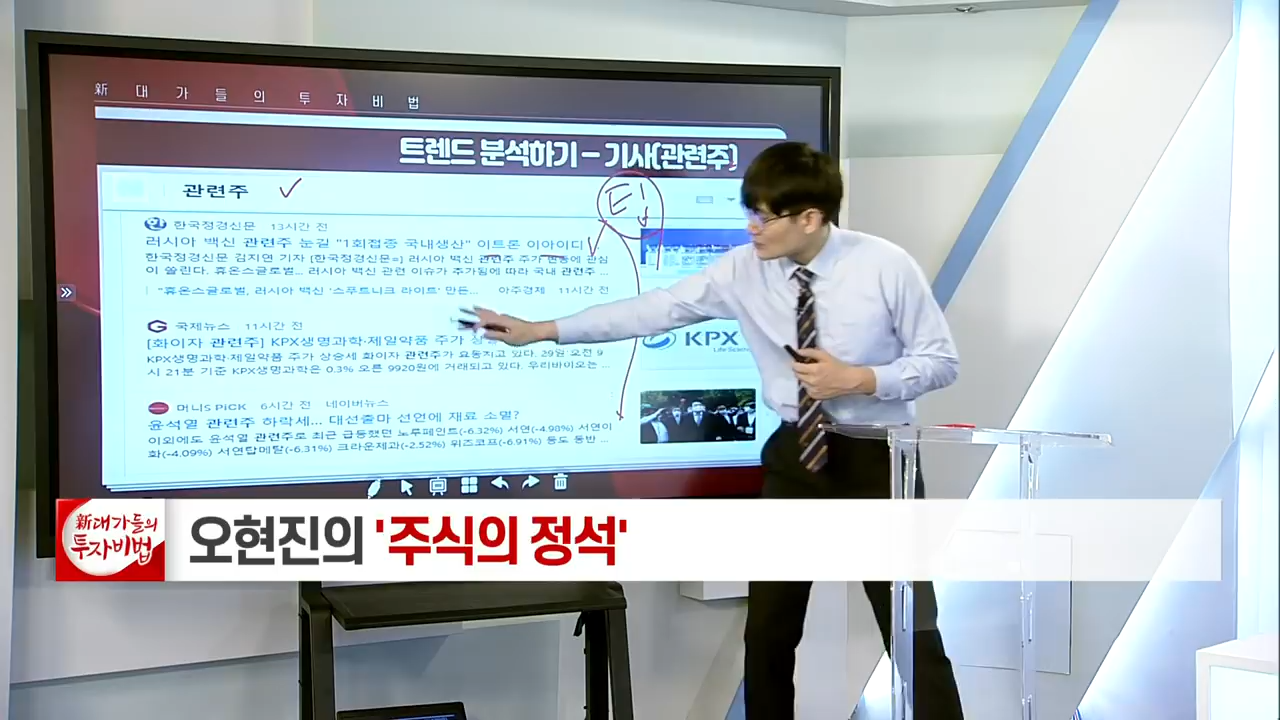 新 대 가 들 의 투 자 비 법
트렌드 분석하기 – 기사(관련주)
관련주
팁
한국정경신문 13시간 전
러시아 백신 관련주 눈길 "1회접종 국내생산" 이트론 이아이디
한국정경신문 김지연 기자 [한국정경신문=] 러시아 백신 관련주 주가 변동에 관심
이 쏠린다. 휴온스글로벌... 러시아 백신 관련 이슈가 주가됨에 따라 국내 관련주 ...
"휴온스글로벌, 러시아 백신 '스푸트니크 라이트' 만든... 아주경제 11시간 전
국제뉴스 11시간 전
[화이자 관련주] KPX생명과학·제일약품 주가 상승
KPX생명과학·제일약품 주가 상승세 화이자 관련주가 요동치고 있다. 29일 오전 9
시 21분 기준 KPX생명과학은 0.3% 오른 9920원에 거래되고 있다. 우리바이오는 ...
KPX
Life Scienc
머니S PiCK 6시간 전 네이버뉴스
윤석열 관련주 하락세... 대선출마 선언에 재료 소멸?
이외에도 윤석열 관련주로 최근 급등했던 노루페인트(-6.32%) 서연(-4.98%) 서연이
화(-4.09%) 서연탑메탈(-6.31%) 크라운제과(-2.52%) 위즈코프(-6.91%) 등도 동반 ...
新대가들의
투자비법
오현진의 '주식의 정석'